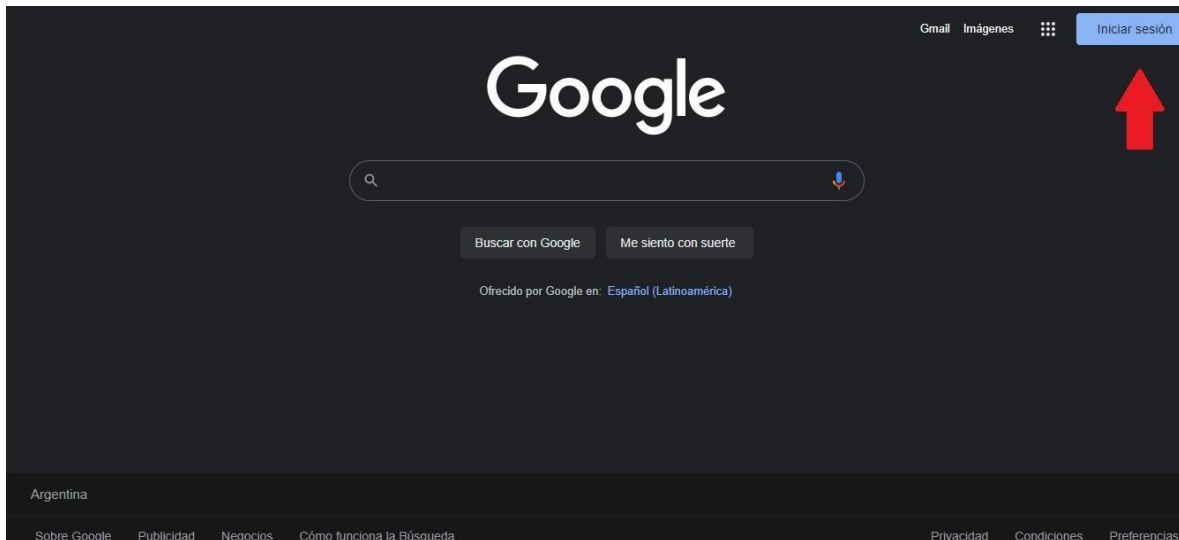 Gmail Imágenes Iniciar sesión
Google
Buscar con Google Me siento con suerte
Ofrecido por Google en: Español (Latinoamérica)
Argentina
Sobre Google Publicidad Negocios Cómo funciona la Búsqueda Privacidad Condiciones Preferencias